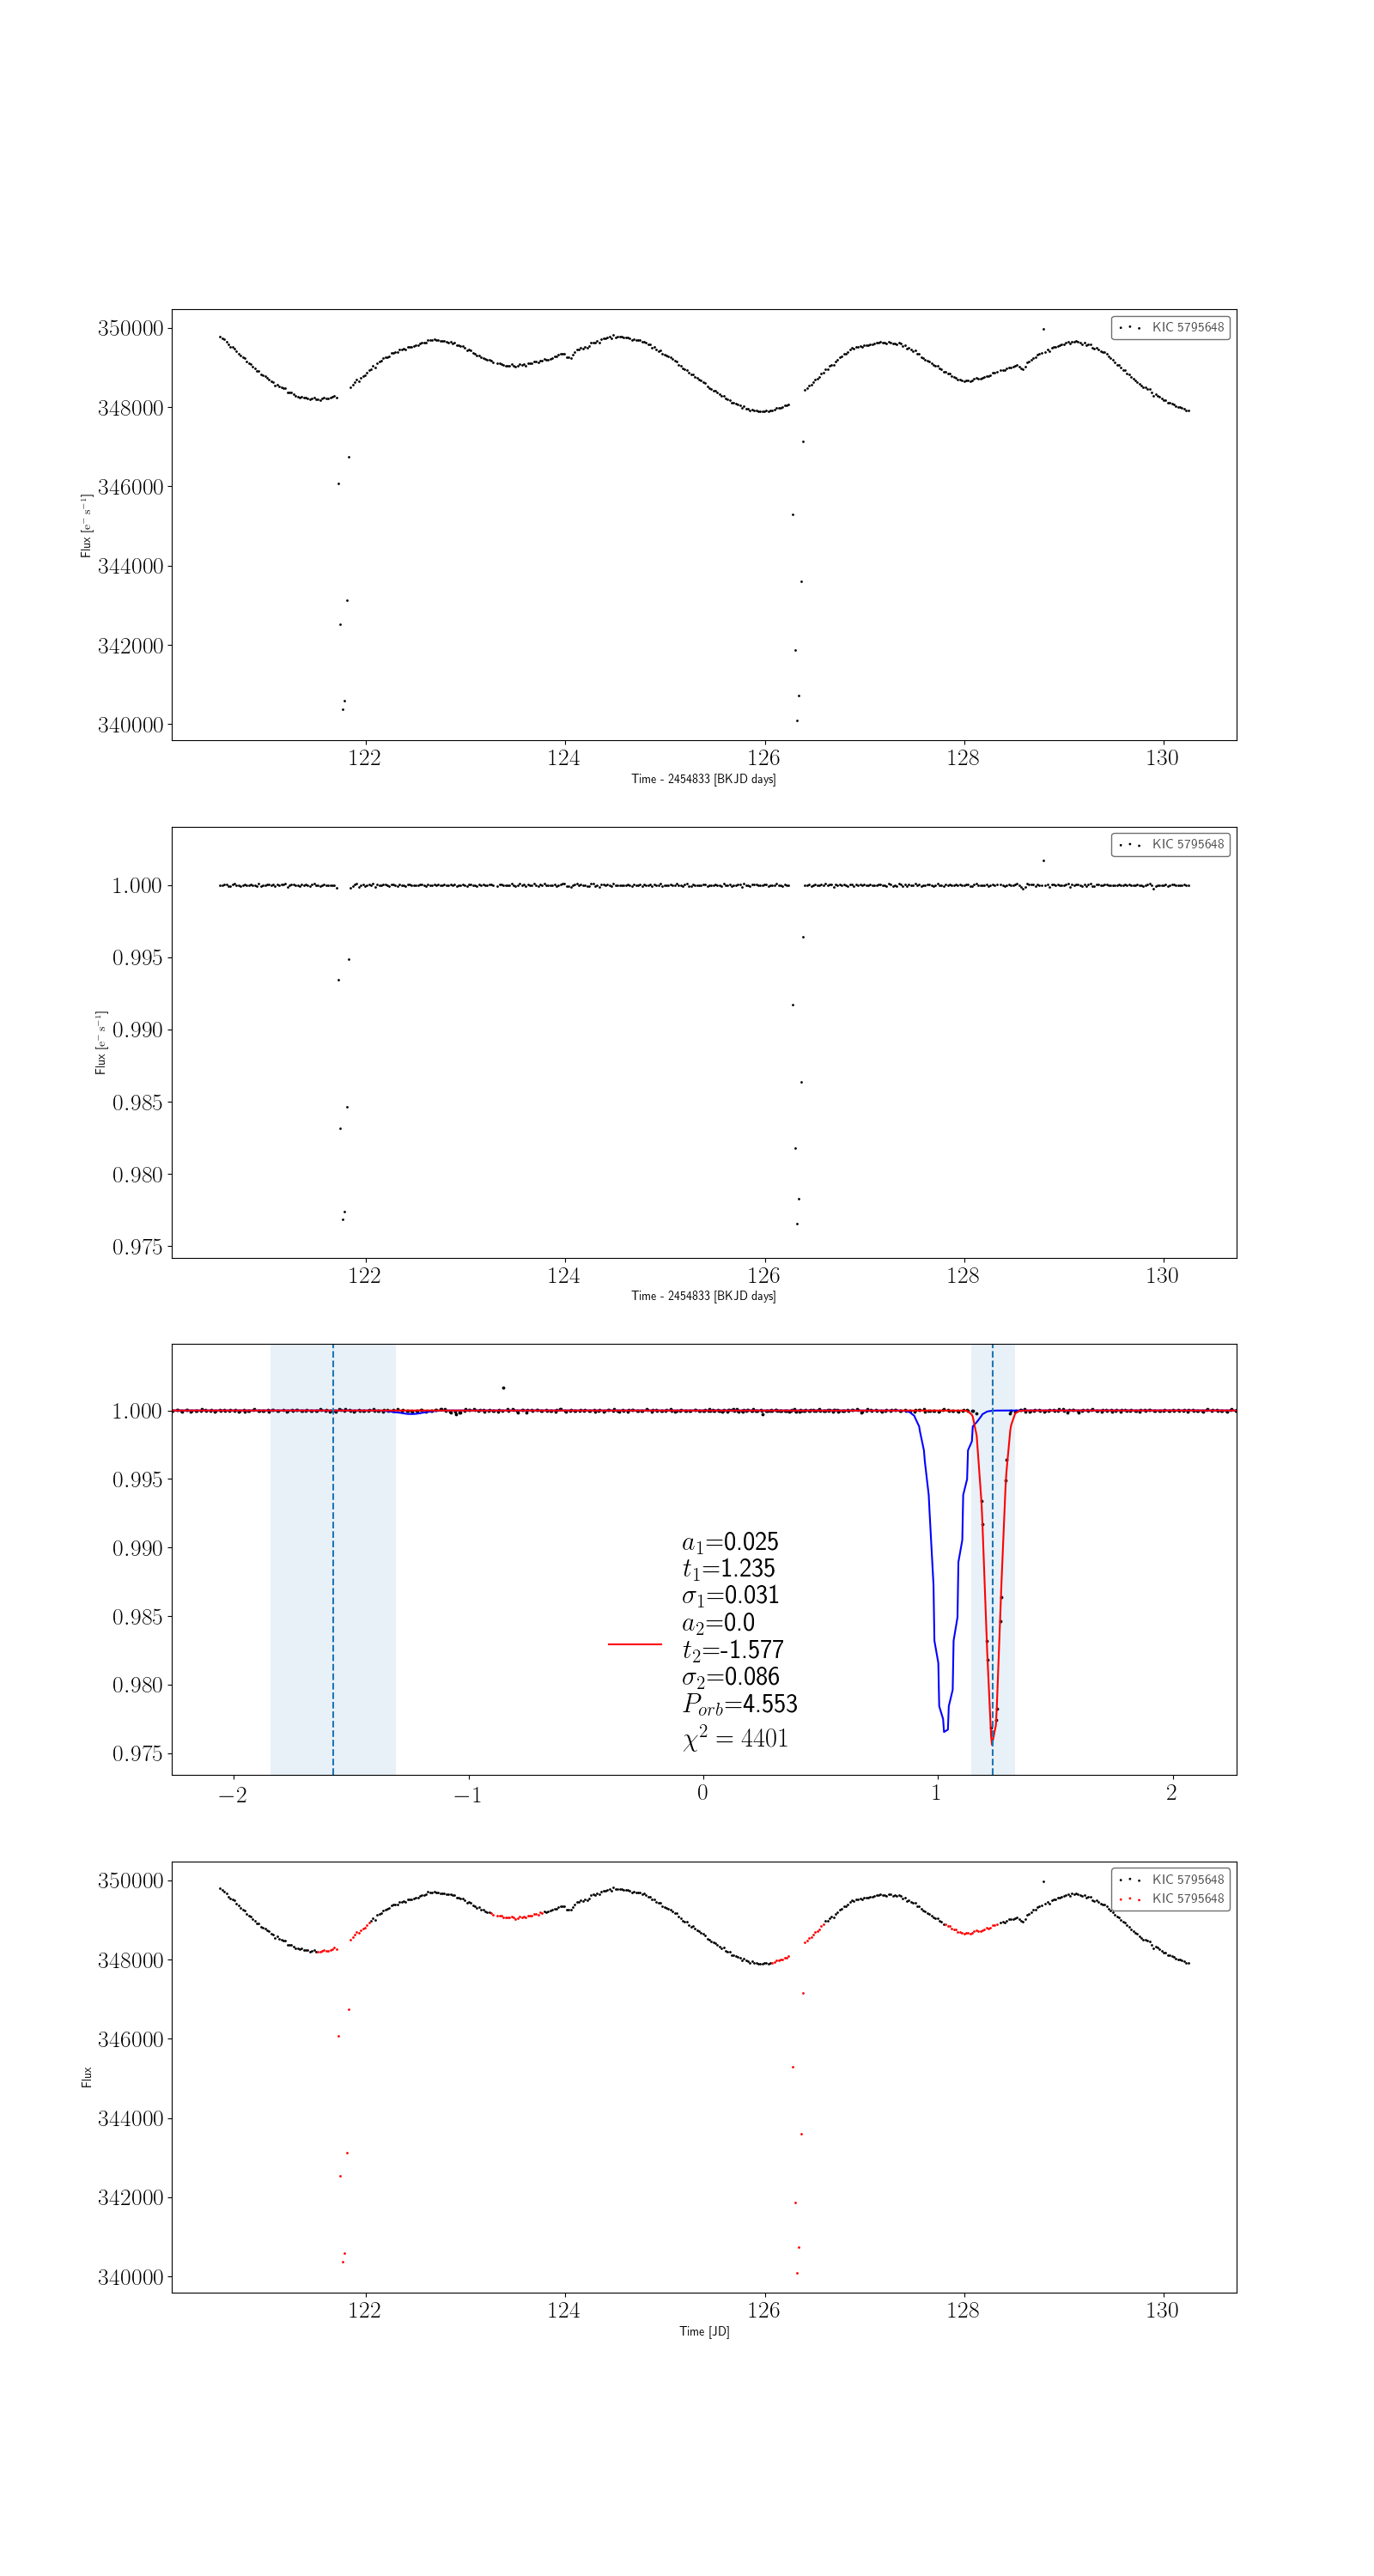 KIC 5795648
350000
348000
346000
344000
342000
340000
Flux [e⁻ s⁻¹]
122 124 126 128 130
Time - 2454833 [BKJD days]
KIC 5795648
1.000
0.995
0.990
0.985
0.980
0.975
Flux [e⁻ s⁻¹]
122 124 126 128 130
Time - 2454833 [BKJD days]
1.000
0.995
0.990
0.985
0.980
0.975
a₁=0.025
t₁=1.235
σ₁=0.031
a₂=0.0
t₂=-1.577
σ₂=0.086
P_orb=4.553
χ² = 4401
−2 −1 0 1 2
KIC 5795648
KIC 5795648
350000
348000
346000
344000
342000
340000
Flux
122 124 126 128 130
Time [JD]